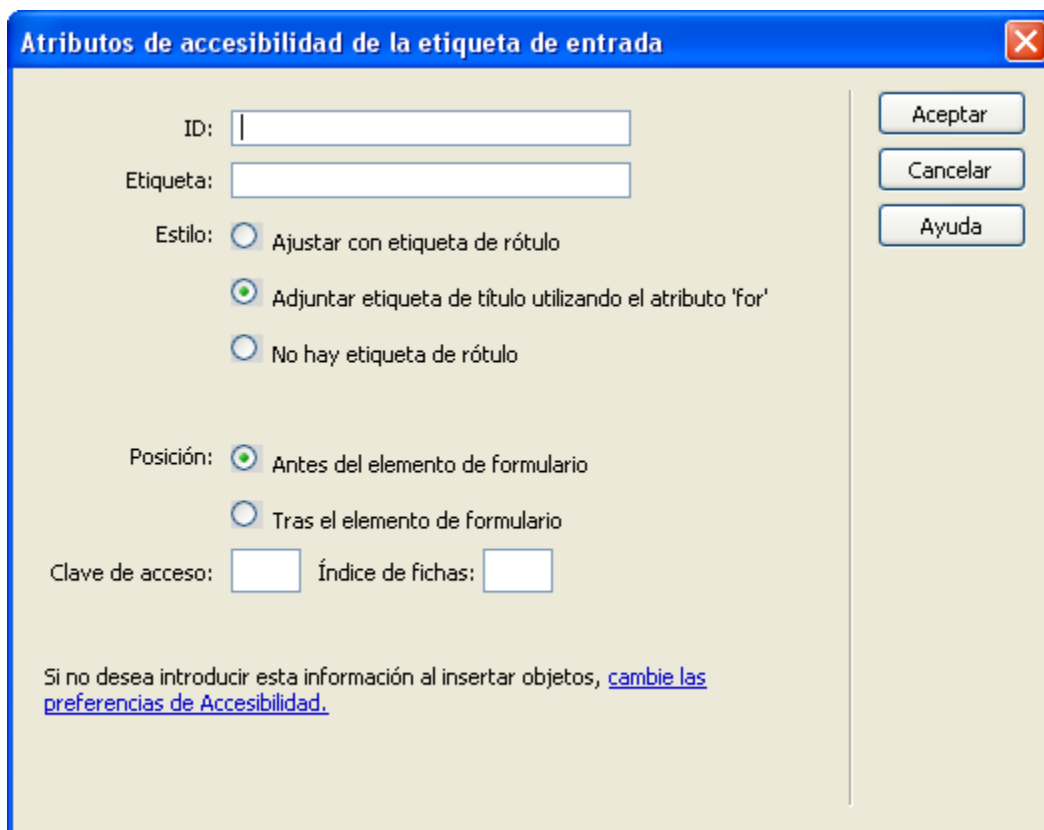 Atributos de accesibilidad de la etiqueta de entrada
ID:
Etiqueta:
Estilo:
Ajustar con etiqueta de rótulo
Adjuntar etiqueta de título utilizando el atributo 'for'
No hay etiqueta de rótulo
Posición:
Antes del elemento de formulario
Tras el elemento de formulario
Clave de acceso:
Índice de fichas:
Si no desea introducir esta información al insertar objetos, cambie las
preferencias de Accesibilidad.
Aceptar
Cancelar
Ayuda